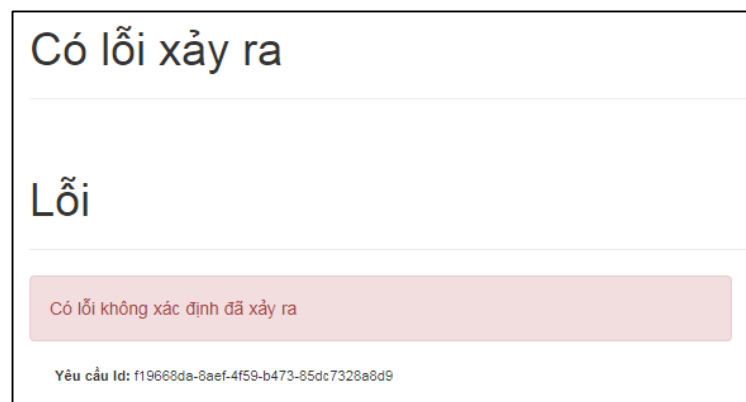 Có lỗi xảy ra
Lỗi
Có lỗi không xác định đã xảy ra
Yêu cầu Id: f19668da-8aef-4f59-b473-85dc7328a8d9